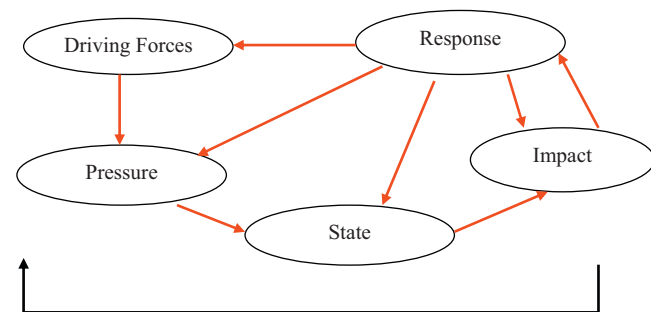 Driving Forces
Response
Pressure
Impact
State